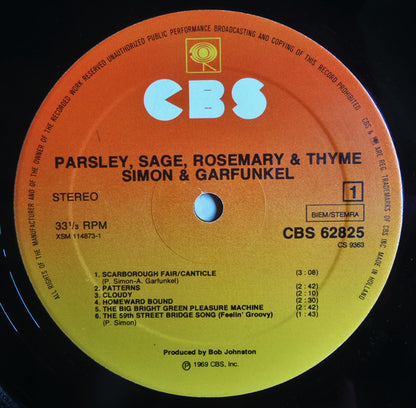 ALL RIGHTS OF THE MANUFACTURER AND OF THE OWNER OF THE RECORDED WORK RESERVED UNAUTHORIZED PUBLIC PERFORMANCE BROADCASTING AND COPYING OF THIS RECORD PROHIBITED
CBS
CBS & ARE REG. TRADEMARKS OF CBS INC. MADE IN HOLLAND
PARSLEY, SAGE, ROSEMARY & THYME
SIMON & GARFUNKEL
STEREO
1
33 1/3 RPM
XSM 114873-1
BIEM/STEMRA
CBS 62825
CS 9363
1. SCARBOROUGH FAIR/CANTICLE (3 : 08)
(P. Simon-A. Garfunkel)
2. PATTERNS (2 : 42)
3. CLOUDY (2 : 10)
4. HOMEWARD BOUND (2 : 30)
5. THE BIG BRIGHT GREEN PLEASURE MACHINE (2 : 42)
6. THE 59th STREET BRIDGE SONG (Feelin' Groovy) (1 : 43)
(P. Simon)
Produced by Bob Johnston
Ⓟ 1969 CBS, Inc.